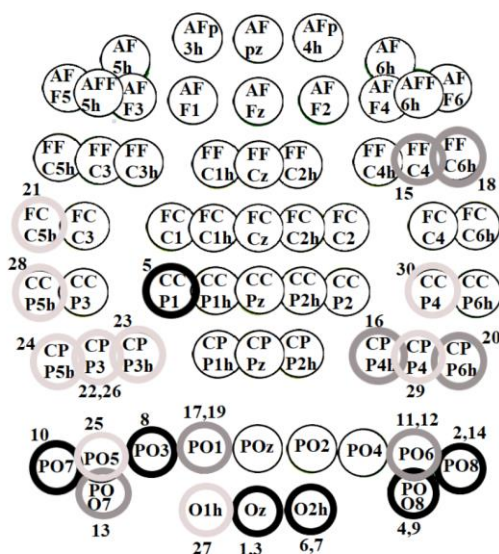 AFp AF AFp
3h pz 4h
AF AF
5h 6h
AF AFF AF AF AF AF AF AFF AF
F5 5h F3 F1 Fz F2 F4 6h F6
FF FF FF FF FF FF FF FF FF
C5h C3 C3h C1h Cz C2h C4h C4 C6h
21 15 18
FC FC FC FC FC FC FC FC FC
C5h C3 C1 C1h Cz C2h C2 C4 C6h
28 5 30
CC CC CC CC CC CC CC CC CC
P5h P3 P1 P1h Pz P2h P2 P4 P6h
24 23 16 20
CP CP CP CP CP CP CP CP CP
P5h P3 P3h P1h Pz P2h P4h P4 P6h
22,26 29
25 8 17,19 11,12 2,14
10
PO7 PO5 PO3 PO1 POz PO2 PO4 PO6 PO8
PO PO
O7 O8
13 O1h Oz O2h 4,9
27 1,3 6,7